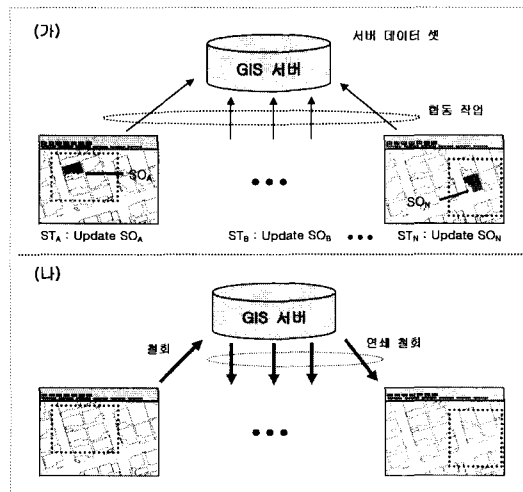 (가)
서버 데이터 셋
GIS 서버
협동 작업
SOA
SON
STA : Update SOA
STB : Update SOB
STN : Update SON
(나)
GIS 서버
철회
연쇄 철회